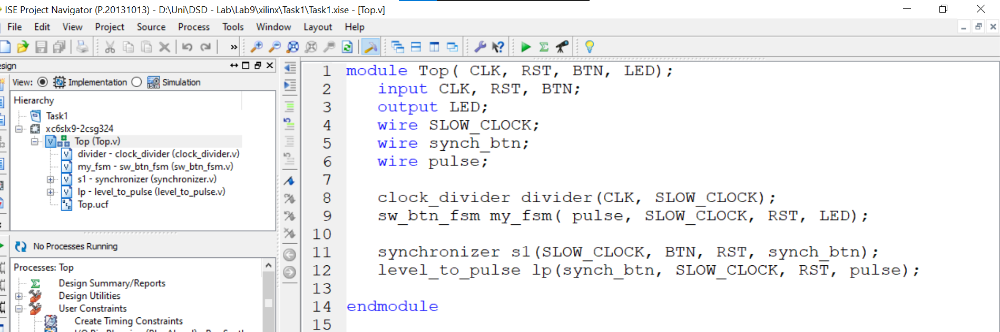 ISE Project Navigator (P.20131013) - D:\Uni\DSD - Lab\Lab9\xilinx\Task1\Task1.xise - [Top.v]
File Edit View Project Source Process Tools Window Layout Help
View: Implementation Simulation
Hierarchy
Task1
xc6slx9-2csg324
Top (Top.v)
divider - clock_divider (clock_divider.v)
my_fsm - sw_btn_fsm (sw_btn_fsm.v)
s1 - synchronizer (synchronizer.v)
lp - level_to_pulse (level_to_pulse.v)
Top.ucf
No Processes Running
Processes: Top
Design Summary/Reports
Design Utilities
User Constraints
Create Timing Constraints
1 module Top( CLK, RST, BTN, LED);
2 input CLK, RST, BTN;
3 output LED;
4 wire SLOW_CLOCK;
5 wire synch_btn;
6 wire pulse;
7
8 clock_divider divider(CLK, SLOW_CLOCK);
9 sw_btn_fsm my_fsm( pulse, SLOW_CLOCK, RST, LED);
10
11 synchronizer s1(SLOW_CLOCK, BTN, RST, synch_btn);
12 level_to_pulse lp(synch_btn, SLOW_CLOCK, RST, pulse);
13
14 endmodule
15